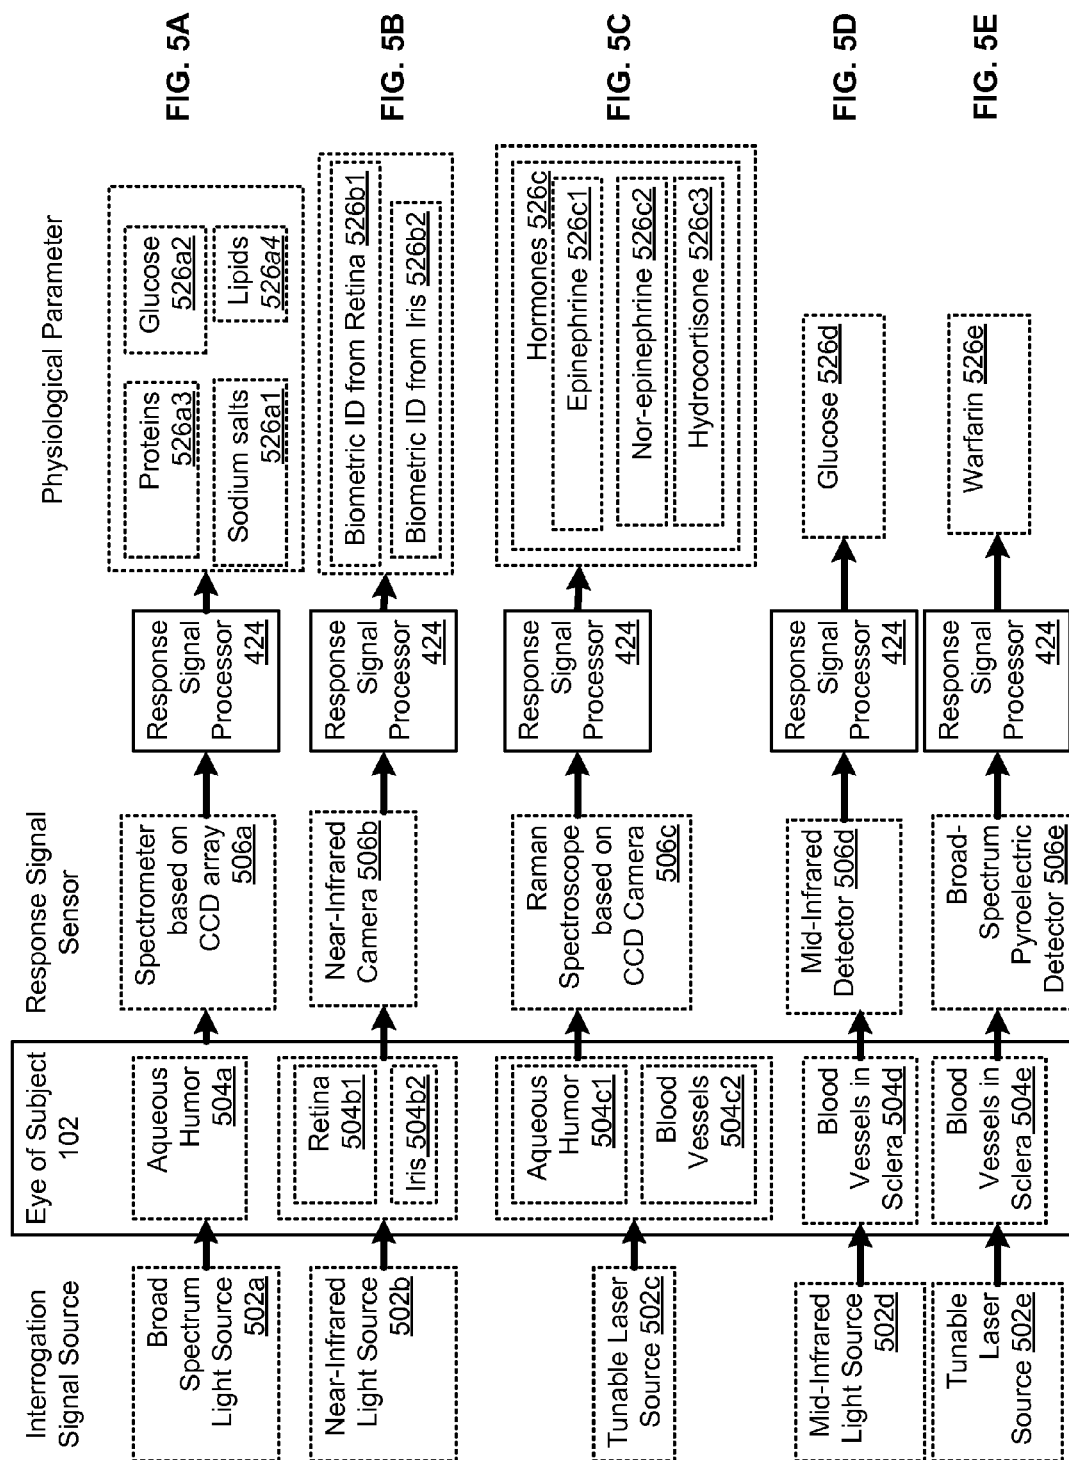 Interrogation
Signal Source
Eye of Subject
102
Response Signal
Sensor
Physiological Parameter
Broad
Spectrum
Light Source
502a
Aqueous
Humor
504a
Spectrometer
based on
CCD array
506a
Response
Signal
Processor
424
Proteins
526a3
Glucose
526a2
Sodium salts
526a1
Lipids
526a4
FIG. 5A
Near-Infrared
Light Source
502b
Retina
504b1
Iris 504b2
Near-Infrared
Camera 506b
Response
Signal
Processor
424
Biometric ID from Retina 526b1
Biometric ID from Iris 526b2
FIG. 5B
Tunable Laser
Source 502c
Aqueous
Humor
504c1
Blood
Vessels
504c2
Raman
Spectroscope
based on
CCD Camera
506c
Response
Signal
Processor
424
Hormones 526c
Epinephrine 526c1
Nor-epinephrine 526c2
Hydrocortisone 526c3
FIG. 5C
Mid-Infrared
Light Source
502d
Blood
Vessels in
Sclera 504d
Mid-Infrared
Detector 506d
Response
Signal
Processor
424
Glucose 526d
FIG. 5D
Tunable
Laser
Source 502e
Blood
Vessels in
Sclera 504e
Broad-
Spectrum
Pyroelectric
Detector 506e
Response
Signal
Processor
424
Warfarin 526e
FIG. 5E